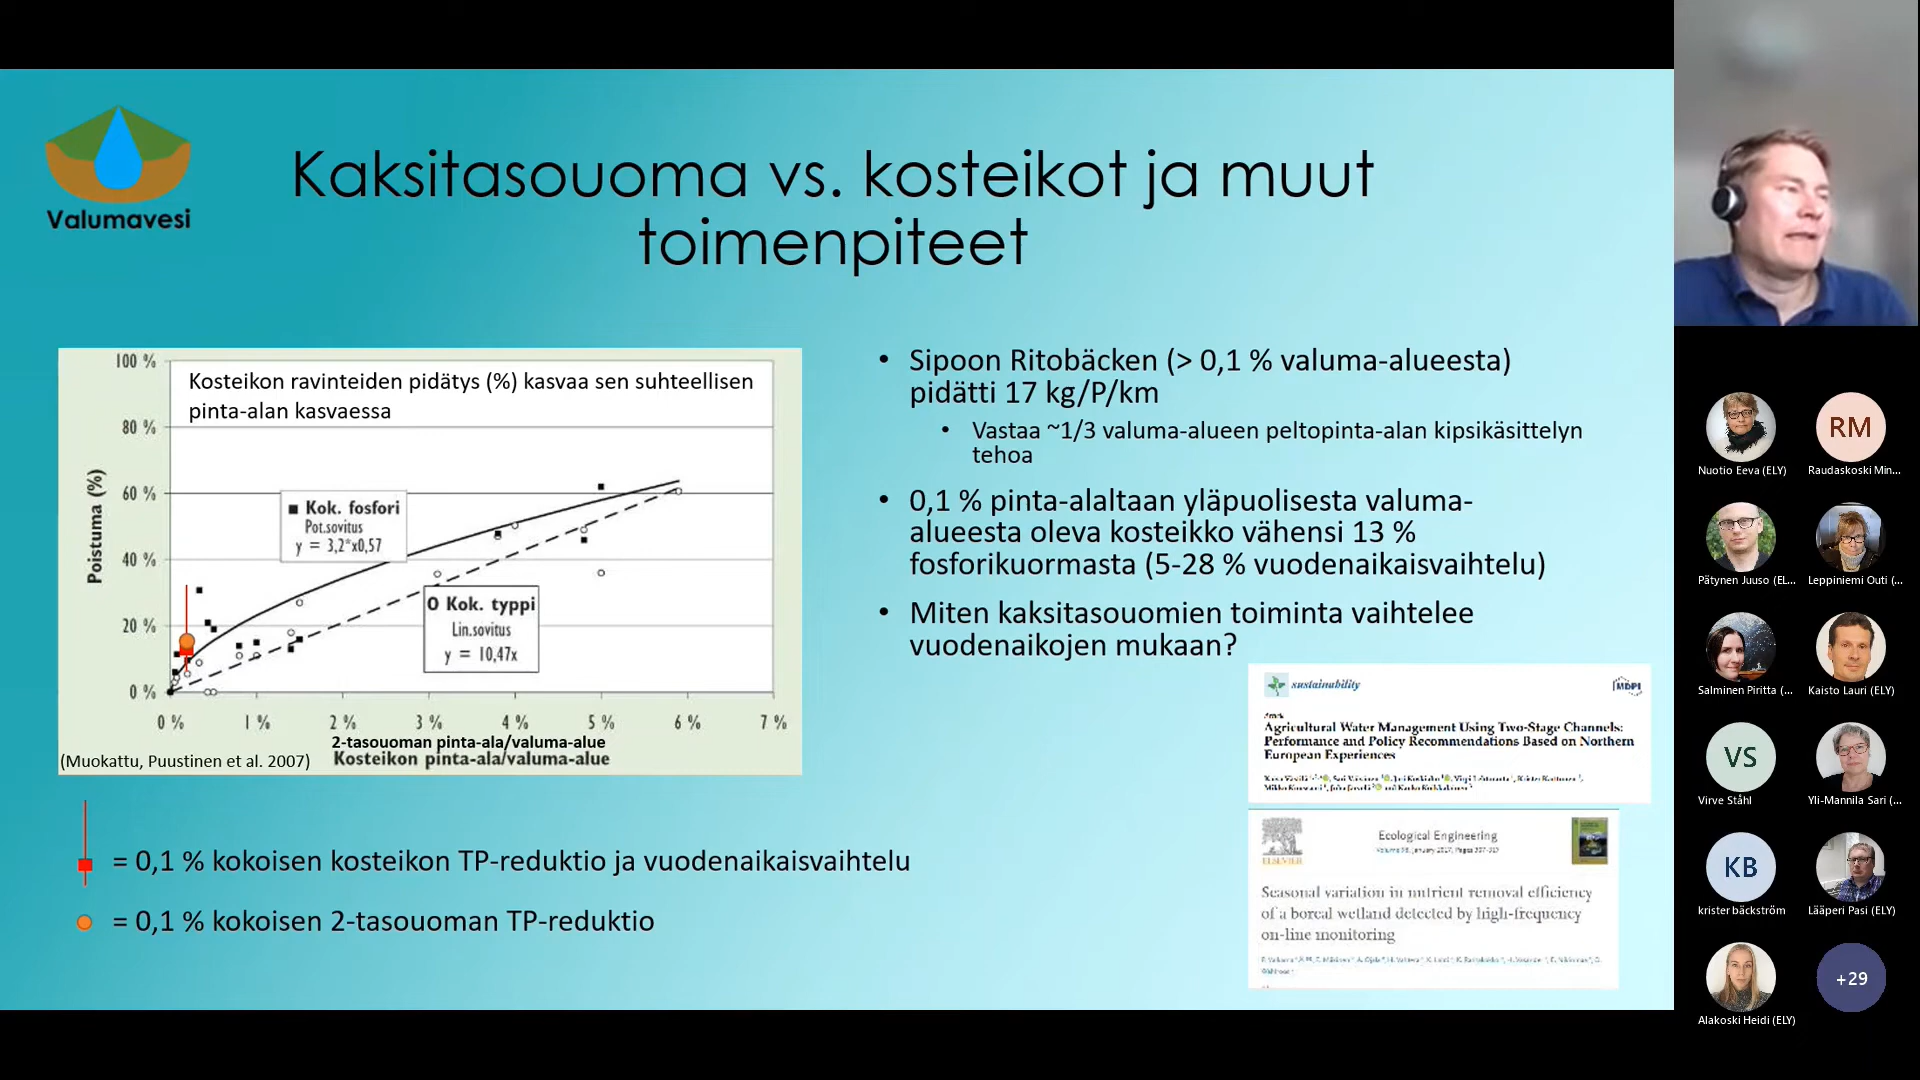 Valumavesi
Kaksitasouoma vs. kosteikot ja muut
toimenpiteet
Kosteikon ravinteiden pidätys (%) kasvaa sen suhteellisen
pinta-alan kasvaessa
Poistuma (%)
100 %
80 %
60 %
40 %
20 %
0 %
■ Kok. fosfori
Pot.sovitus
y = 3,2*x0,57
O Kok. typpi
Lin.sovitus
y = 10,47x
0 % 1 % 2 % 3 % 4 % 5 % 6 % 7 %
2-tasouoman pinta-ala/valuma-alue
Kosteikon pinta-ala/valuma-alue
(Muokattu, Puustinen et al. 2007)
= 0,1 % kokoisen kosteikon TP-reduktio ja vuodenaikaisvaihtelu
= 0,1 % kokoisen 2-tasouoman TP-reduktio
• Sipoon Ritobäcken (> 0,1 % valuma-alueesta)
pidätti 17 kg/P/km
• Vastaa ~1/3 valuma-alueen peltopinta-alan kipsikäsittelyn
tehoa
• 0,1 % pinta-alaltaan yläpuolisesta valuma-
alueesta oleva kosteikko vähensi 13 %
fosforikuormasta (5-28 % vuodenaikaisvaihtelu)
• Miten kaksitasouomien toiminta vaihtelee
vuodenaikojen mukaan?
sustainability
MDPI
Article
Agricultural Water Management Using Two-Stage Channels:
Performance and Policy Recommendations Based on Northern
European Experiences
ELSEVIER
Ecological Engineering
Seasonal variation in nutrient removal efficiency
of a boreal wetland detected by high-frequency
on-line monitoring
Nuotio Eeva (ELY)
RM
Raudaskoski Min...
Pätynen Juuso (EL...
Leppiniemi Outi (...
Salminen Piritta (...
Kaisto Lauri (ELY)
VS
Virve Ståhl
Yli-Mannila Sari (...
KB
krister bäckström
Lääperi Pasi (ELY)
Alakoski Heidi (ELY)
+29